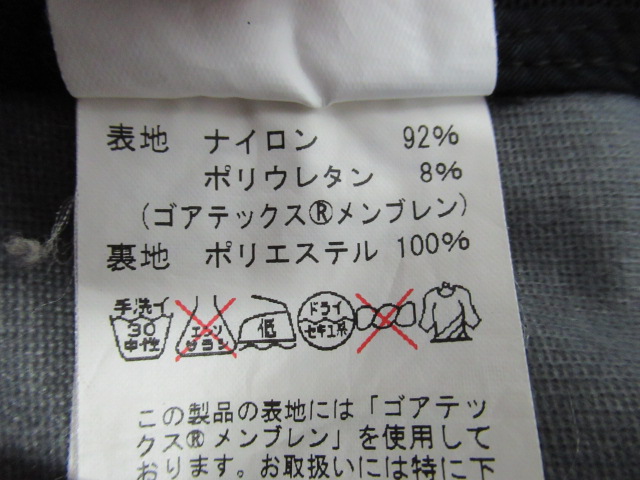 表地 ナイロン 92%
ポリウレタン 8%
(ゴアテックス®メンブレン)
裏地 ポリエステル 100%
手洗イ
30
中性
エンソ
サラシ
低
ドライ
セキユ系
この製品の表地には「ゴアテッ
クス®メンブレン」を使用して
おります。お取扱いには特に下